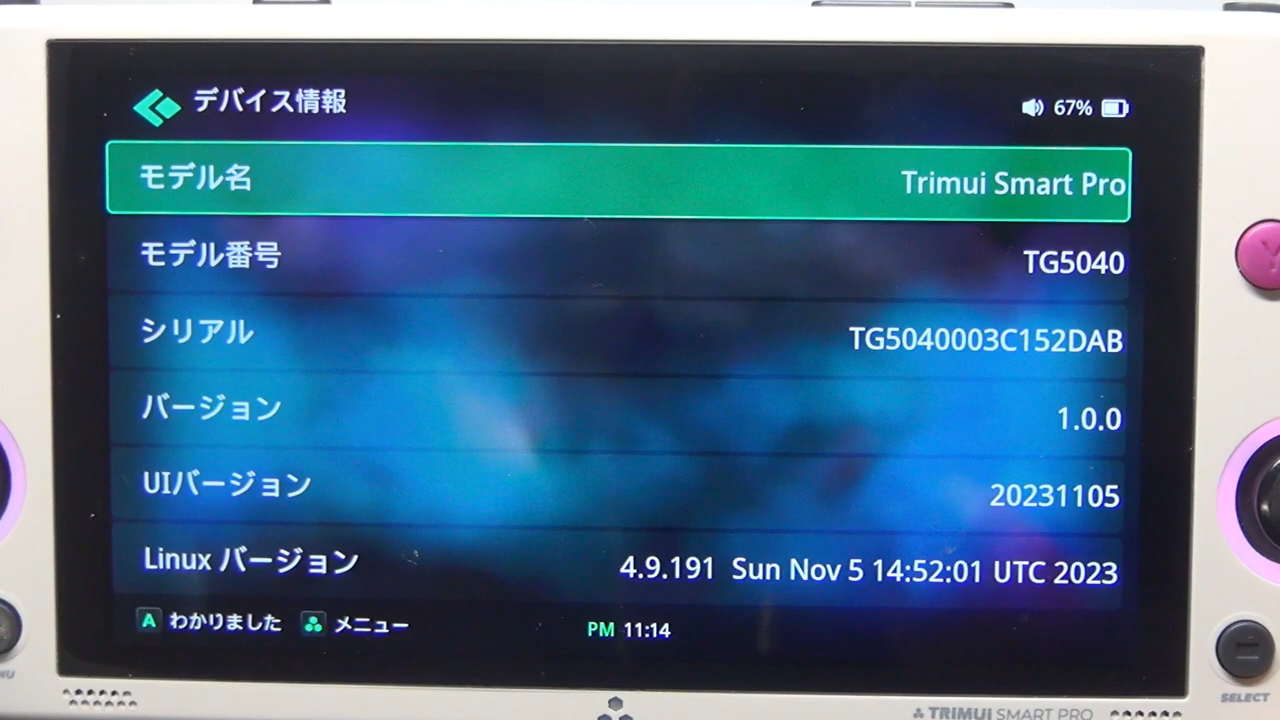 デバイス情報
67%
モデル名 Trimui Smart Pro
モデル番号 TG5040
シリアル TG5040003C152DAB
バージョン 1.0.0
UIバージョン 20231105
Linux バージョン 4.9.191 Sun Nov 5 14:52:01 UTC 2023
A わかりました メニュー PM 11:14
Y
SELECT
TRIMUI SMART PRO